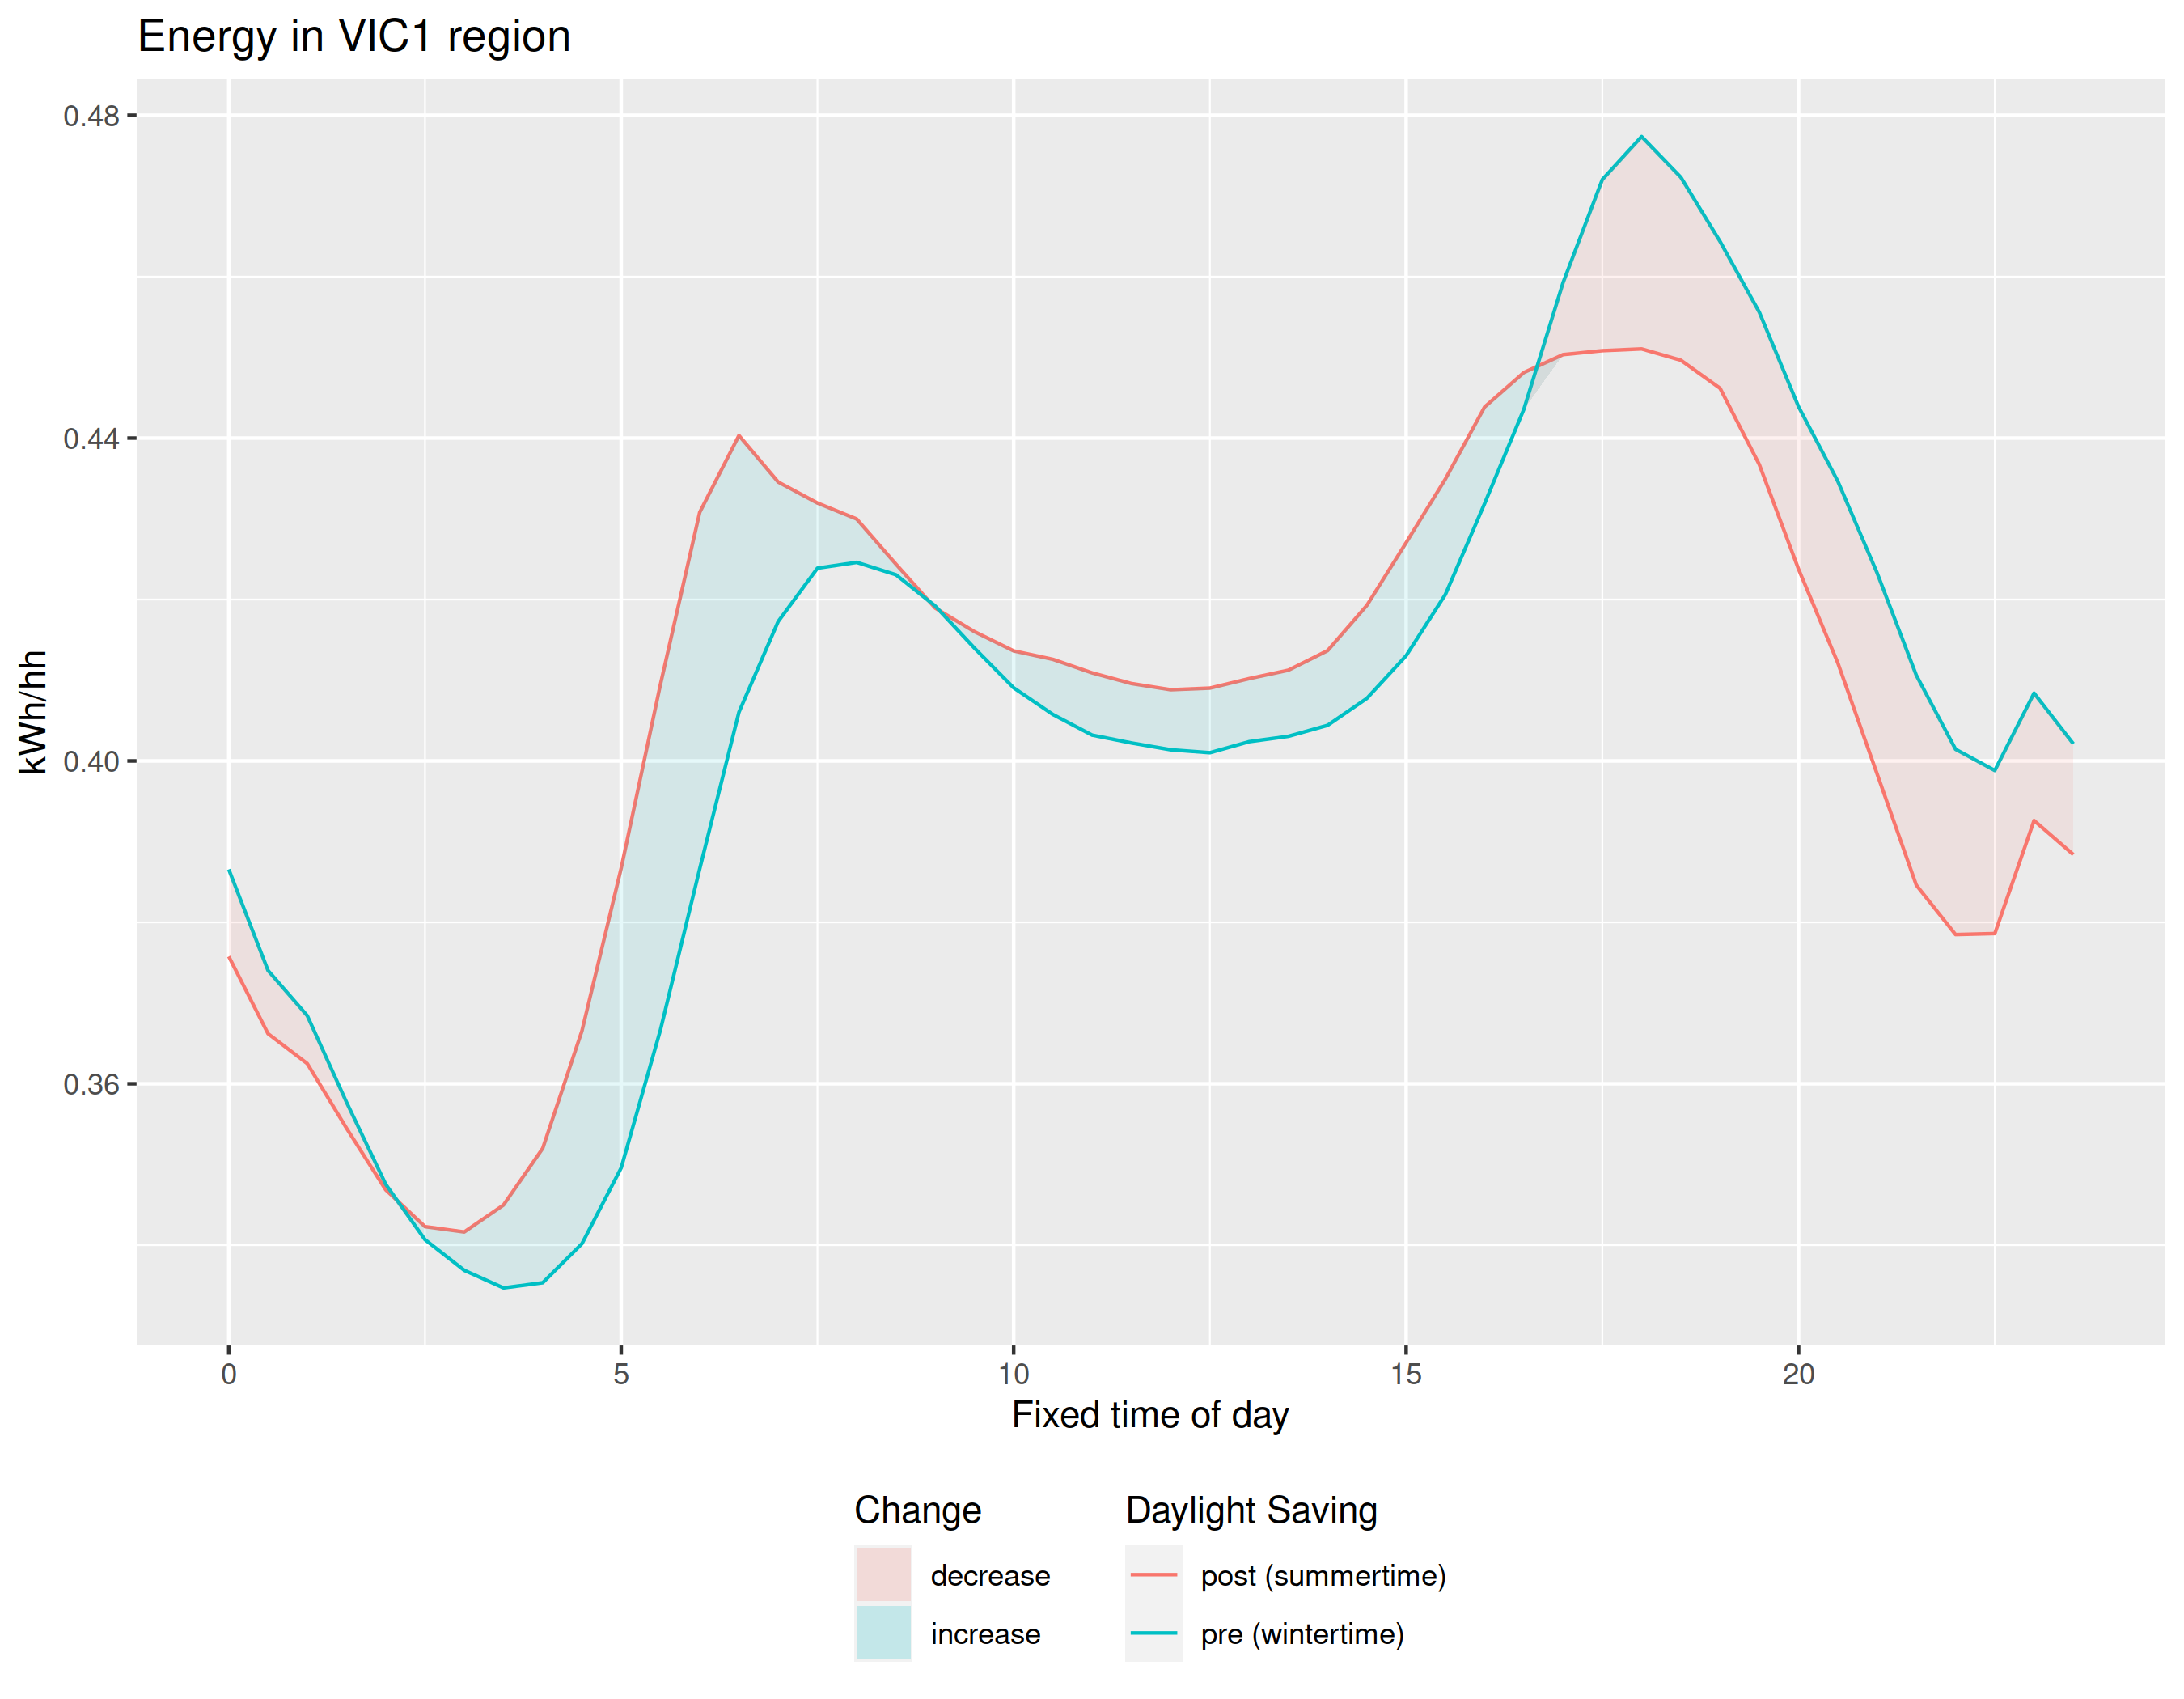 Energy in VIC1 region
0.48
0.44
0.40
0.36
kWh/hh
0 5 10 15 20
Fixed time of day
Change
decrease
increase
Daylight Saving
post (summertime)
pre (wintertime)